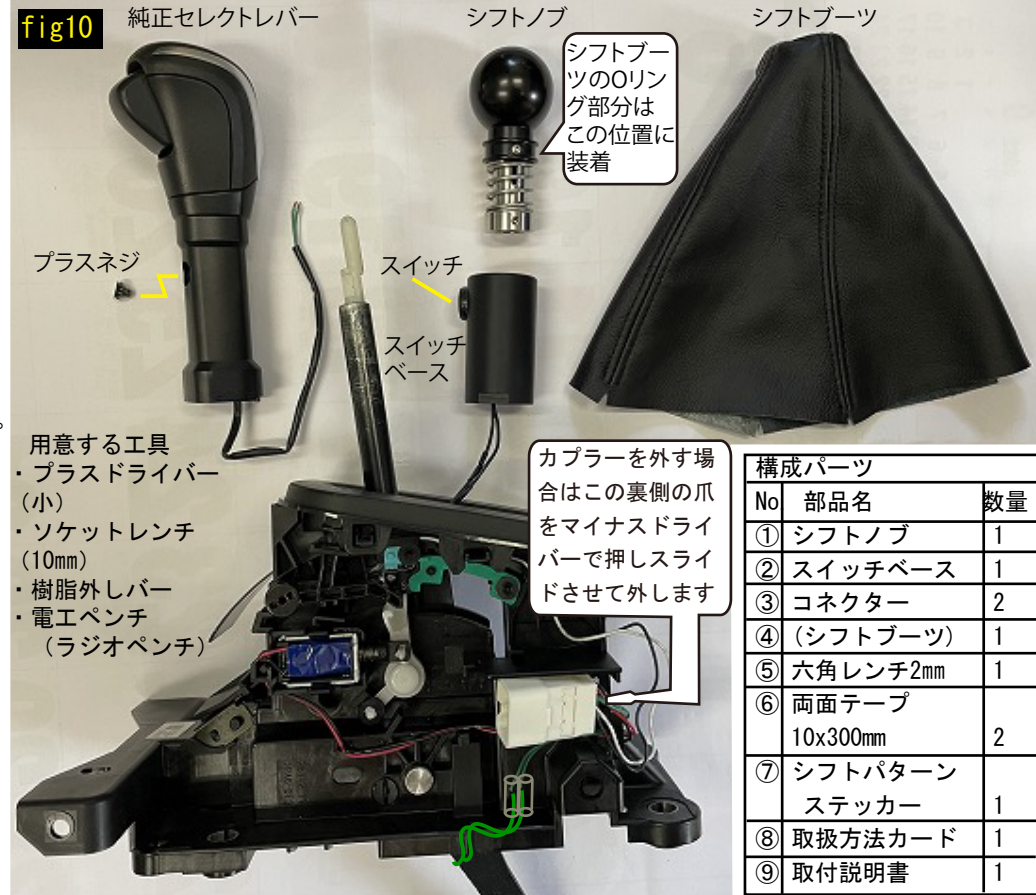 fig10
純正セレクトレバー
シフトノブ
シフトブーツ
シフトブー
ツのOリン
グ部分は
この位置に
装着
プラスネジ
スイッチ
スイッチ
ベース
。
用意する工具
・プラスドライバー
(小)
・ソケットレンチ
(10mm)
・樹脂外しバー
・電工ペンチ
(ラジオペンチ)
カプラーを外す場
合はこの裏側の爪
をマイナスドライ
バーで押しスライ
ドさせて外します
構成パーツ
No 部品名 数量
① シフトノブ 1
② スイッチベース 1
③ コネクター 2
④ (シフトブーツ) 1
⑤ 六角レンチ2mm 1
⑥ 両面テープ
10x300mm 2
⑦ シフトパターン
ステッカー 1
⑧ 取扱方法カード 1
⑨ 取付説明書 1